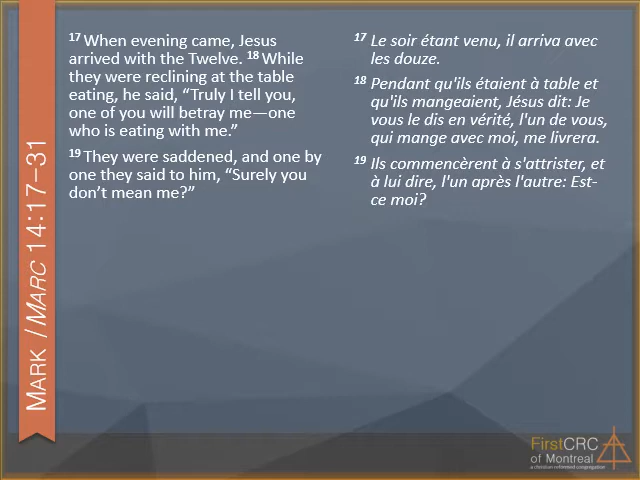 17 When evening came, Jesus
arrived with the Twelve. 18 While
they were reclining at the table
eating, he said, “Truly I tell you,
one of you will betray me—one
who is eating with me.”
19 They were saddened, and one by
one they said to him, “Surely you
don’t mean me?”
17 Le soir étant venu, il arriva avec
les douze.
18 Pendant qu'ils étaient à table et
qu'ils mangeaient, Jésus dit: Je
vous le dis en vérité, l'un de vous,
qui mange avec moi, me livrera.
19 Ils commencèrent à s'attrister, et
à lui dire, l'un après l'autre: Est-
ce moi?
MARK / MARC 14:17–31
FirstCRC
of Montreal
a christian reformed congregation